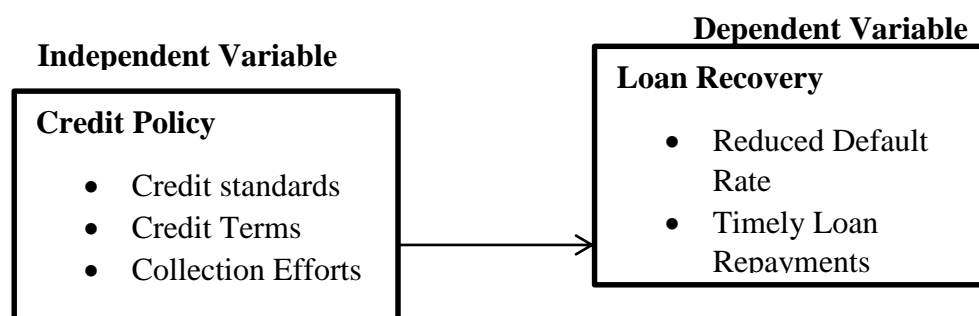 Independent Variable
Credit Policy
• Credit standards
• Credit Terms
• Collection Efforts
Dependent Variable
Loan Recovery
• Reduced Default
Rate
• Timely Loan
Repayments